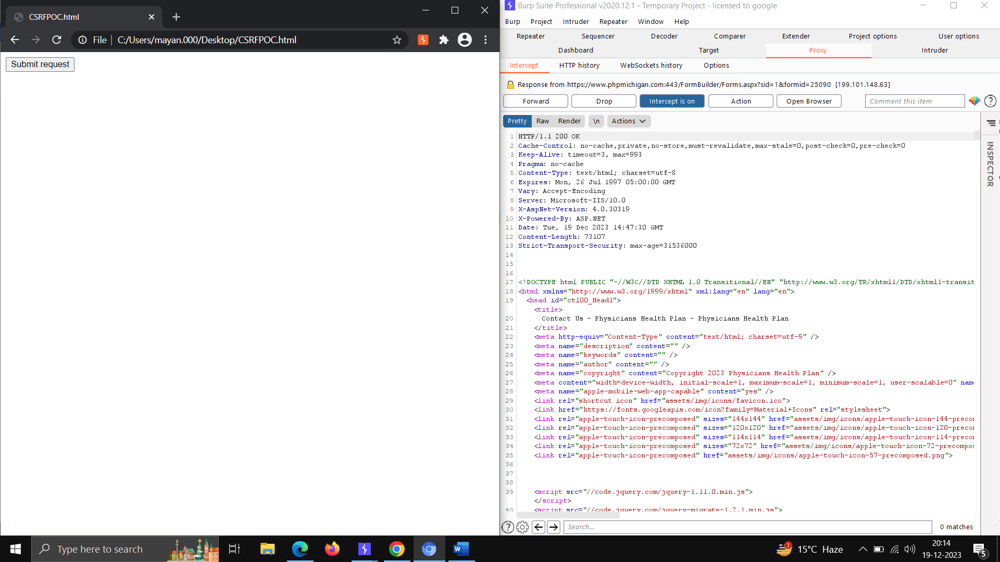 CSRFPOC.html
File
C:/Users/mayan.000/Desktop/CSRFPOC.html
Submit request
Burp Suite Professional v2020.12.1 - Temporary Project - licensed to google
Burp Project Intruder Repeater Window Help
Repeater Sequencer Decoder Comparer Extender Project options User options
Dashboard Target Proxy Intruder
Intercept HTTP history WebSockets history Options
Response from https://www.phpmichigan.com:443/FormBuilder/Forms.aspx?sid=1&formid=25090 [199.101.148.63]
Forward Drop Intercept is on Action Open Browser Comment this item
Pretty Raw Render \n Actions
INSPECTOR
1 HTTP/1.1 200 OK
2 Cache-Control: no-cache,private,no-store,must-revalidate,max-stale=0,post-check=0,pre-check=0
3 Keep-Alive: timeout=3, max=993
4 Pragma: no-cache
5 Content-Type: text/html; charset=utf-8
6 Expires: Mon, 26 Jul 1997 05:00:00 GMT
7 Vary: Accept-Encoding
8 Server: Microsoft-IIS/10.0
9 X-AspNet-Version: 4.0.30319
10 X-Powered-By: ASP.NET
11 Date: Tue, 19 Dec 2023 14:47:30 GMT
12 Content-Length: 73107
13 Strict-Transport-Security: max-age=31536000
14
15
16
17 <!DOCTYPE html PUBLIC "-//W3C//DTD XHTML 1.0 Transitional//EN" "http://www.w3.org/TR/xhtml1/DTD/xhtml1-transit
18 <html xmlns="http://www.w3.org/1999/xhtml" xml:lang="en" lang="en">
19 <head id="ctl00_Head1">
<title>
20 Contact Us - Physicians Health Plan - Physicians Health Plan
21 </title>
22 <meta http-equiv="Content-Type" content="text/html; charset=utf-9" />
23 <meta name="description" content="" />
24 <meta name="keywords" content="" />
25 <meta name="author" content="" />
26 <meta name="copyright" content="Copyright 2023 Physicians Health Plan" />
27 <meta content="width=device-width, initial-scale=1, maximum-scale=1, minimum-scale=1, user-scalable=0" name
28 <meta name="apple-mobile-web-app-capable" content="yes" />
29 <link rel="shortcut icon" href="assets/img/icons/favicon.ico">
30 <link href="https://fonts.googleapis.com/icon?family=Material+Icons" rel="stylesheet">
31 <link rel="apple-touch-icon-precomposed" sizes="144x144" href="assets/img/icons/apple-touch-icon-144-precom
32 <link rel="apple-touch-icon-precomposed" sizes="120x120" href="assets/img/icons/apple-touch-icon-120-precom
33 <link rel="apple-touch-icon-precomposed" sizes="114x114" href="assets/img/icons/apple-touch-icon-114-precom
34 <link rel="apple-touch-icon-precomposed" sizes="72x72" href="assets/img/icons/apple-touch-icon-72-precompos
35 <link rel="apple-touch-icon-precomposed" href="assets/img/icons/apple-touch-icon-57-precomposed.png">
36
37
38
39 <script src="//code.jquery.com/jquery-1.11.0.min.js">
</script>
40 <script src="//code.jquery.com/jquery-migrate-1.2.1.min.js">
Search...
0 matches
Type here to search
1
15°C Haze
20:14
19-12-2023
5